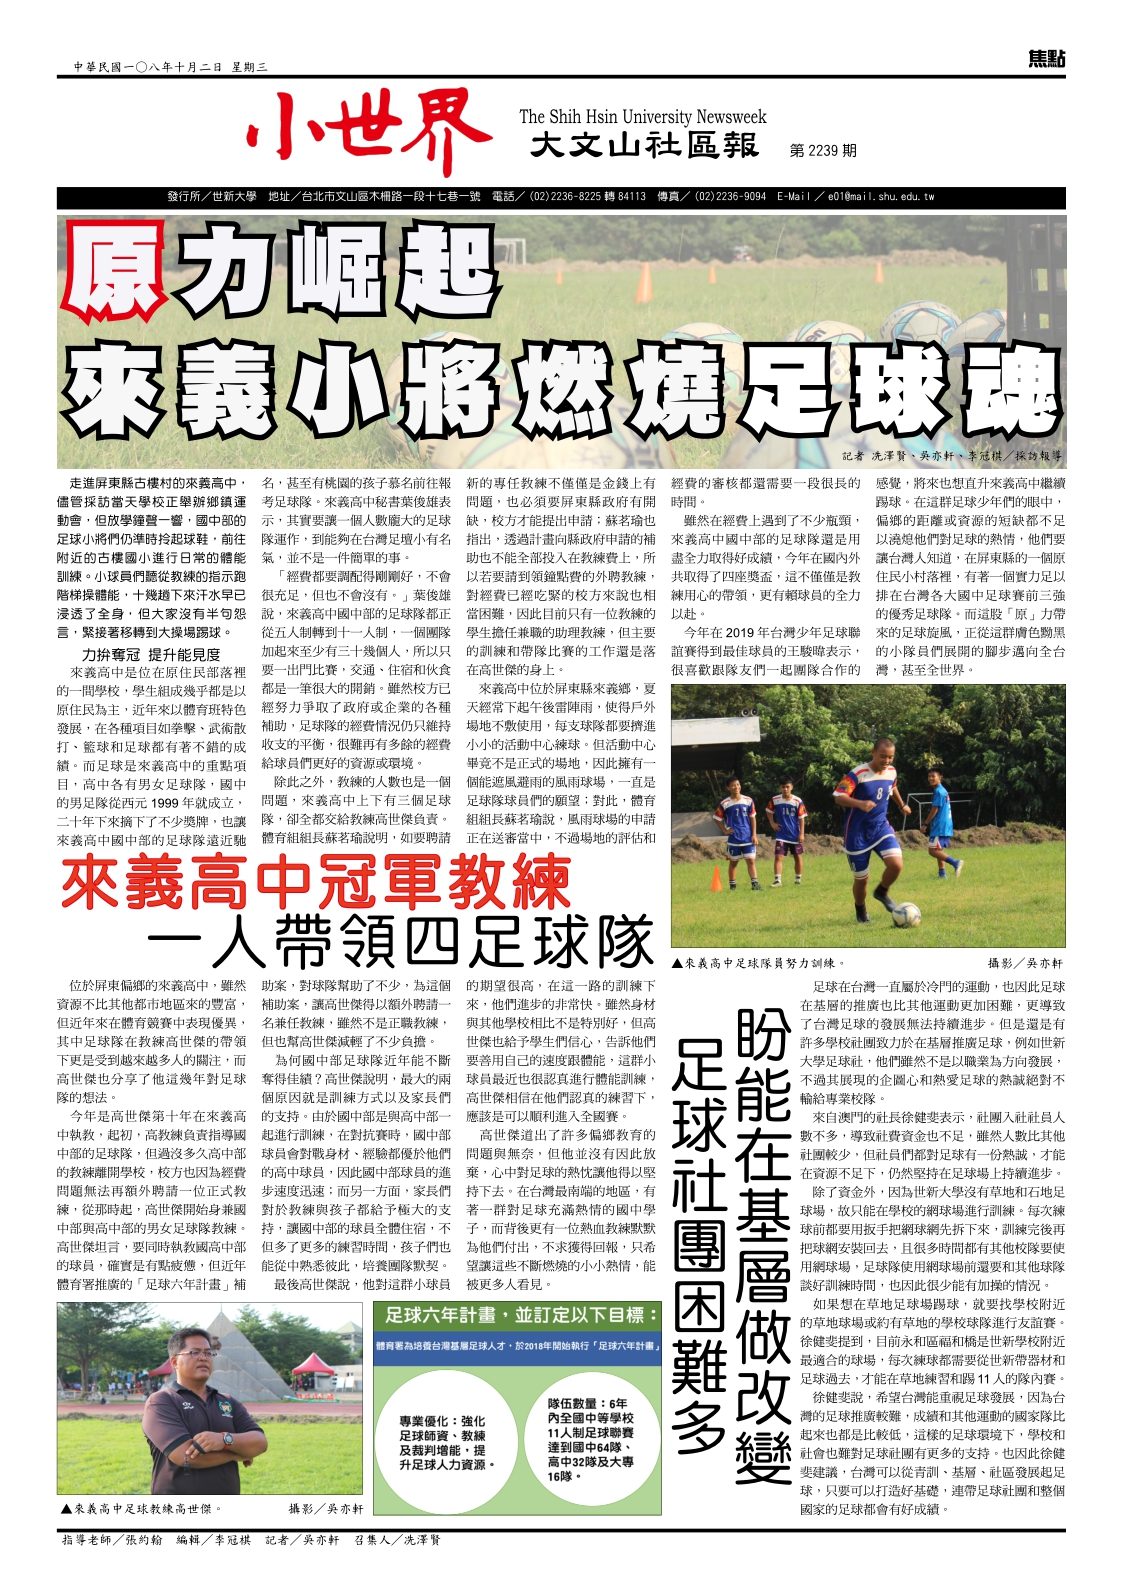 中華民國一○八年十月二日 星期三
焦點
小世界
The Shih Hsin University Newsweek
大文山社區報
第 2239 期
發行所／世新大學 地址／台北市文山區木柵路一段十七巷一號 電話／ (02)2236-8225 轉 84113 傳真／ (02)2236-9094 E-Mail ／ e01@mail.shu.edu.tw
原力崛起
來義小將燃燒足球魂
記者 冼澤賢、吳亦軒、李冠棋／採訪報導
走進屏東縣古樓村的來義高中，
儘管採訪當天學校正舉辦鄉鎮運
動會，但放學鐘聲一響，國中部的
足球小將們仍準時拎起球鞋，前往
附近的古樓國小進行日常的體能
訓練。小球員們聽從教練的指示跑
階梯操體能，十幾趟下來汗水早已
浸透了全身，但大家沒有半句怨
言，緊接著移轉到大操場踢球。
力拚奪冠 提升能見度
來義高中是位在原住民部落裡
的一間學校，學生組成幾乎都是以
原住民為主，近年來以體育班特色
發展，在各種項目如拳擊、武術散
打、籃球和足球都有著不錯的成
績。而足球是來義高中的重點項
目，高中各有男女足球隊，國中
的男足隊從西元 1999 年就成立，
二十年下來摘下了不少獎牌，也讓
來義高中國中部的足球隊遠近馳
名，甚至有桃園的孩子慕名前往報
考足球隊。來義高中秘書葉俊雄表
示，其實要讓一個人數龐大的足球
隊運作，到能夠在台灣足壇小有名
氣，並不是一件簡單的事。
「經費都要調配得剛剛好，不會
很充足，但也不會沒有。」葉俊雄
說，來義高中國中部的足球隊都正
從五人制轉到十一人制，一個團隊
加起來至少有三十幾個人，所以只
要一出門比賽，交通、住宿和伙食
都是一筆很大的開銷。雖然校方已
經努力爭取了政府或企業的各種
補助，足球隊的經費情況仍只維持
收支的平衡，很難再有多餘的經費
給球員們更好的資源或環境。
除此之外，教練的人數也是一個
問題，來義高中上下有三個足球
隊，卻全都交給教練高世傑負責。
體育組組長蘇茗瑜說明，如要聘請
新的專任教練不僅僅是金錢上有
問題，也必須要屏東縣政府有開
缺，校方才能提出申請；蘇茗瑜也
指出，透過計畫向縣政府申請的補
助也不能全部投入在教練費上，所
以若要請到領鐘點費的外聘教練，
對經費已經吃緊的校方來說也相
當困難，因此目前只有一位教練的
學生擔任兼職的助理教練，但主要
的訓練和帶隊比賽的工作還是落
在高世傑的身上。
來義高中位於屏東縣來義鄉，夏
天經常下起午後雷陣雨，使得戶外
場地不敷使用，每支球隊都要擠進
小小的活動中心練球。但活動中心
畢竟不是正式的場地，因此擁有一
個能遮風避雨的風雨球場，一直是
足球隊球員們的願望；對此，體育
組組長蘇茗瑜說，風雨球場的申請
正在送審當中，不過場地的評估和
經費的審核都還需要一段很長的
時間。
雖然在經費上遇到了不少瓶頸，
來義高中國中部的足球隊還是用
盡全力取得好成績，今年在國內外
共取得了四座獎盃，這不僅僅是教
練用心的帶領，更有賴球員的全力
以赴。
今年在 2019 年台灣少年足球聯
誼賽得到最佳球員的王駿暐表示，
很喜歡跟隊友們一起團隊合作的
感覺，將來也想直升來義高中繼續
踢球。在這群足球少年們的眼中，
偏鄉的距離或資源的短缺都不足
以澆熄他們對足球的熱情，他們要
讓台灣人知道，在屏東縣的一個原
住民小村落裡，有著一個實力足以
排在台灣各大國中足球賽前三強
的優秀足球隊。而這股「原」力帶
來的足球旋風，正從這群膚色黝黑
的小隊員們展開的腳步邁向全台
灣，甚至全世界。
▲來義高中足球隊員努力訓練。 攝影／吳亦軒
來義高中冠軍教練
一人帶領四足球隊
位於屏東偏鄉的來義高中，雖然
資源不比其他都市地區來的豐富，
但近年來在體育競賽中表現優異，
其中足球隊在教練高世傑的帶領
下更是受到越來越多人的關注，而
高世傑也分享了他這幾年對足球
隊的想法。
今年是高世傑第十年在來義高
中執教，起初，高教練負責指導國
中部的足球隊，但過沒多久高中部
的教練離開學校，校方也因為經費
問題無法再額外聘請一位正式教
練，從那時起，高世傑開始身兼國
中部與高中部的男女足球隊教練。
高世傑坦言，要同時執教國高中部
的球員，確實是有點疲憊，但近年
體育署推廣的「足球六年計畫」補
助案，對球隊幫助了不少，為這個
補助案，讓高世傑得以額外聘請一
名兼任教練，雖然不是正職教練，
但也幫高世傑減輕了不少負擔。
為何國中部足球隊近年能不斷
奪得佳績？高世傑說明，最大的兩
個原因就是訓練方式以及家長們
的支持。由於國中部是與高中部一
起進行訓練，在對抗賽時，國中部
球員會對戰身材、經驗都優於他們
的高中球員，因此國中部球員的進
步速度迅速；而另一方面，家長們
對於教練與孩子都給予極大的支
持，讓國中部的球員全體住宿，不
但多了更多的練習時間，孩子們也
能從中熟悉彼此，培養團隊默契。
最後高世傑說，他對這群小球員
的期望很高，在這一路的訓練下
來，他們進步的非常快。雖然身材
與其他學校相比不是特別好，但高
世傑也給予學生們信心，告訴他們
要善用自己的速度跟體能，這群小
球員最近也很認真進行體能訓練，
高世傑相信在他們認真的練習下，
應該是可以順利進入全國賽。
高世傑道出了許多偏鄉教育的
問題與無奈，但他並沒有因此放
棄，心中對足球的熱忱讓他得以堅
持下去。在台灣最南端的地區，有
著一群對足球充滿熱情的國中學
子，而背後更有一位熱血教練默默
為他們付出，不求獲得回報，只希
望讓這些不斷燃燒的小小熱情，能
被更多人看見。
▲來義高中足球教練高世傑。 攝影／吳亦軒
足球六年計畫，並訂定以下目標：
體育署為培養台灣基層足球人才，於2018年開始執行「足球六年計畫」
專業優化：強化
足球師資、教練
及裁判增能，提
升足球人力資源。
隊伍數量：6年
內全國中等學校
11人制足球聯賽
達到國中64隊、
高中32隊及大專
16隊。
盼能在基層做改變
足球社團困難多
足球在台灣一直屬於冷門的運動，也因此足球
在基層的推廣也比其他運動更加困難，更導致
了台灣足球的發展無法持續進步。但是還是有
許多學校社團致力於在基層推廣足球，例如世新
大學足球社，他們雖然不是以職業為方向發展，
不過其展現的企圖心和熱愛足球的熱誠絕對不
輸給專業校隊。
來自澳門的社長徐健斐表示，社團入社社員人
數不多，導致社費資金也不足，雖然人數比其他
社團較少，但社員們都對足球有一份熱誠，才能
在資源不足下，仍然堅持在足球場上持續進步。
除了資金外，因為世新大學沒有草地和石地足
球場，故只能在學校的網球場進行訓練。每次練
球前都要用扳手把網球網先拆下來，訓練完後再
把球網安裝回去，且很多時間都有其他校隊要使
用網球場，足球隊使用網球場前還要和其他球隊
談好訓練時間，也因此很少能有加操的情況。
如果想在草地足球場踢球，就要找學校附近
的草地球場或約有草地的學校球隊進行友誼賽。
徐健斐提到，目前永和區福和橋是世新學校附近
最適合的球場，每次練球都需要從世新帶器材和
足球過去，才能在草地練習和踢 11 人的隊內賽。
徐健斐說，希望台灣能重視足球發展，因為台
灣的足球推廣較難，成績和其他運動的國家隊比
起來也都是比較低，這樣的足球環境下，學校和
社會也難對足球社團有更多的支持。也因此徐健
斐建議，台灣可以從青訓、基層、社區發展起足
球，只要可以打造好基礎，連帶足球社團和整個
國家的足球都會有好成績。
指導老師／張約翰 編輯／李冠棋 記者／吳亦軒 召集人／冼澤賢